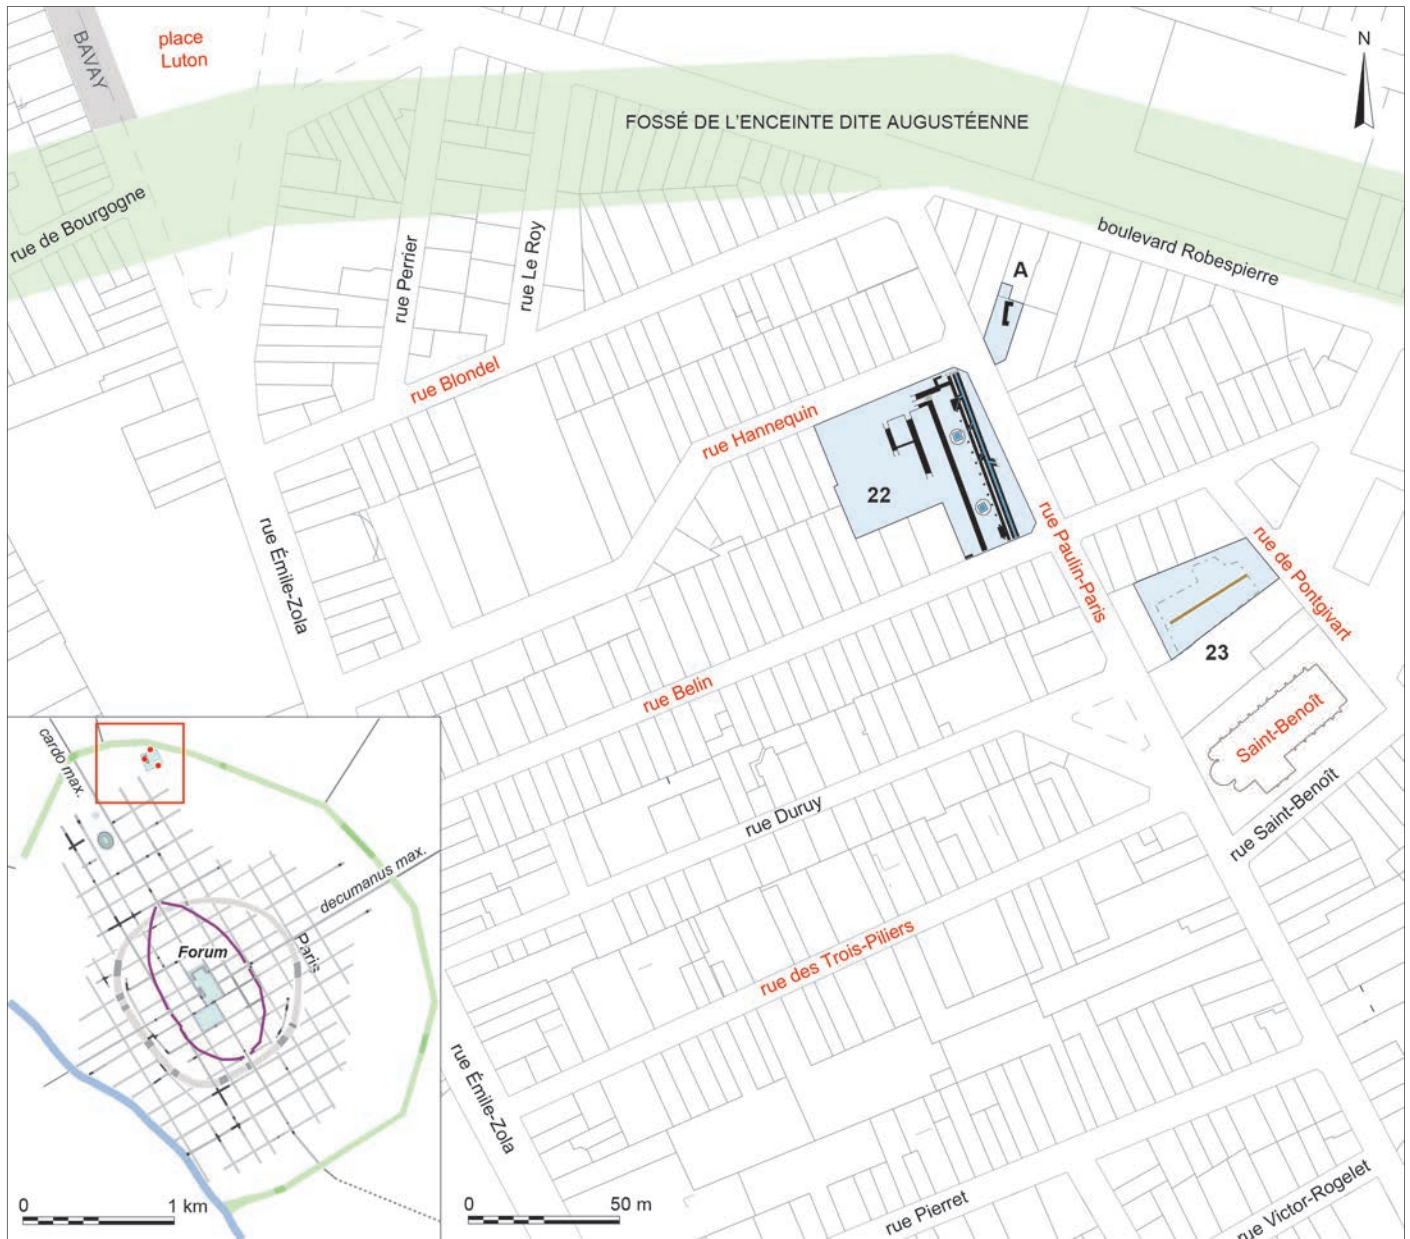 BAVAY
place
Luton
N
FOSSÉ DE L'ENCEINTE DITE AUGUSTÉENNE
rue de Bourgogne
rue Perrier
rue Le Roy
boulevard Robespierre
A
rue Blondel
rue Hannequin
22
rue Émile-Zola
rue Paulin-Paris
rue de Pontgivart
23
rue Belin
Saint-Benoît
rue Duruy
rue Saint-Benoît
rue des Trois-Piliers
rue Émile-Zola
rue Pierret
rue Victor-Rogelet
0 50 m
cardo max.
decumanus max.
Paris
Forum
0 1 km